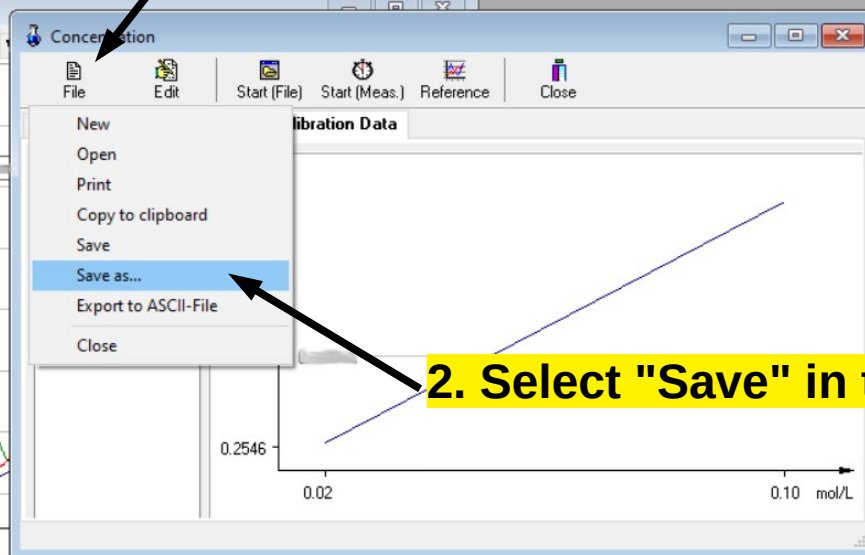 Concentration
File Edit Start (File) Start (Meas.) Reference Close
libration Data
New
Open
Print
Copy to clipboard
Save
Save as...
Export to ASCII-File
Close
2. Select "Save" in t
0.2546
0.02 0.10 mol/L